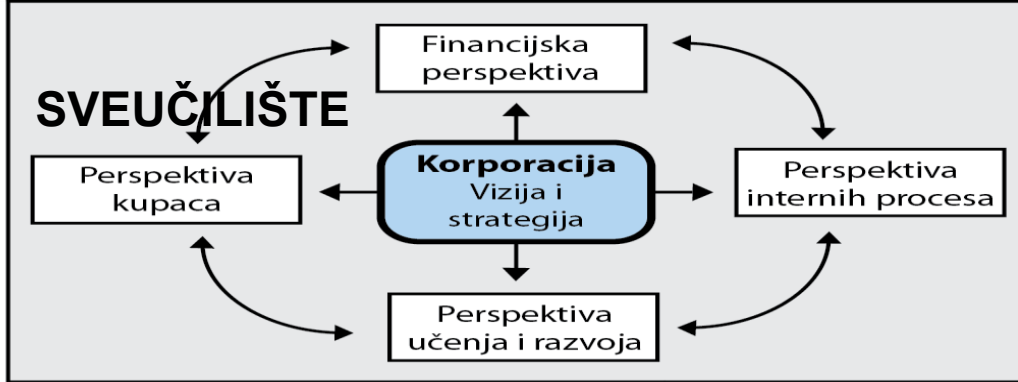 Financijska
perspektiva
SVEUČILIŠTE
Perspektiva
kupaca
Korporacija
Vizija i
strategija
Perspektiva
internih procesa
Perspektiva
učenja i razvoja